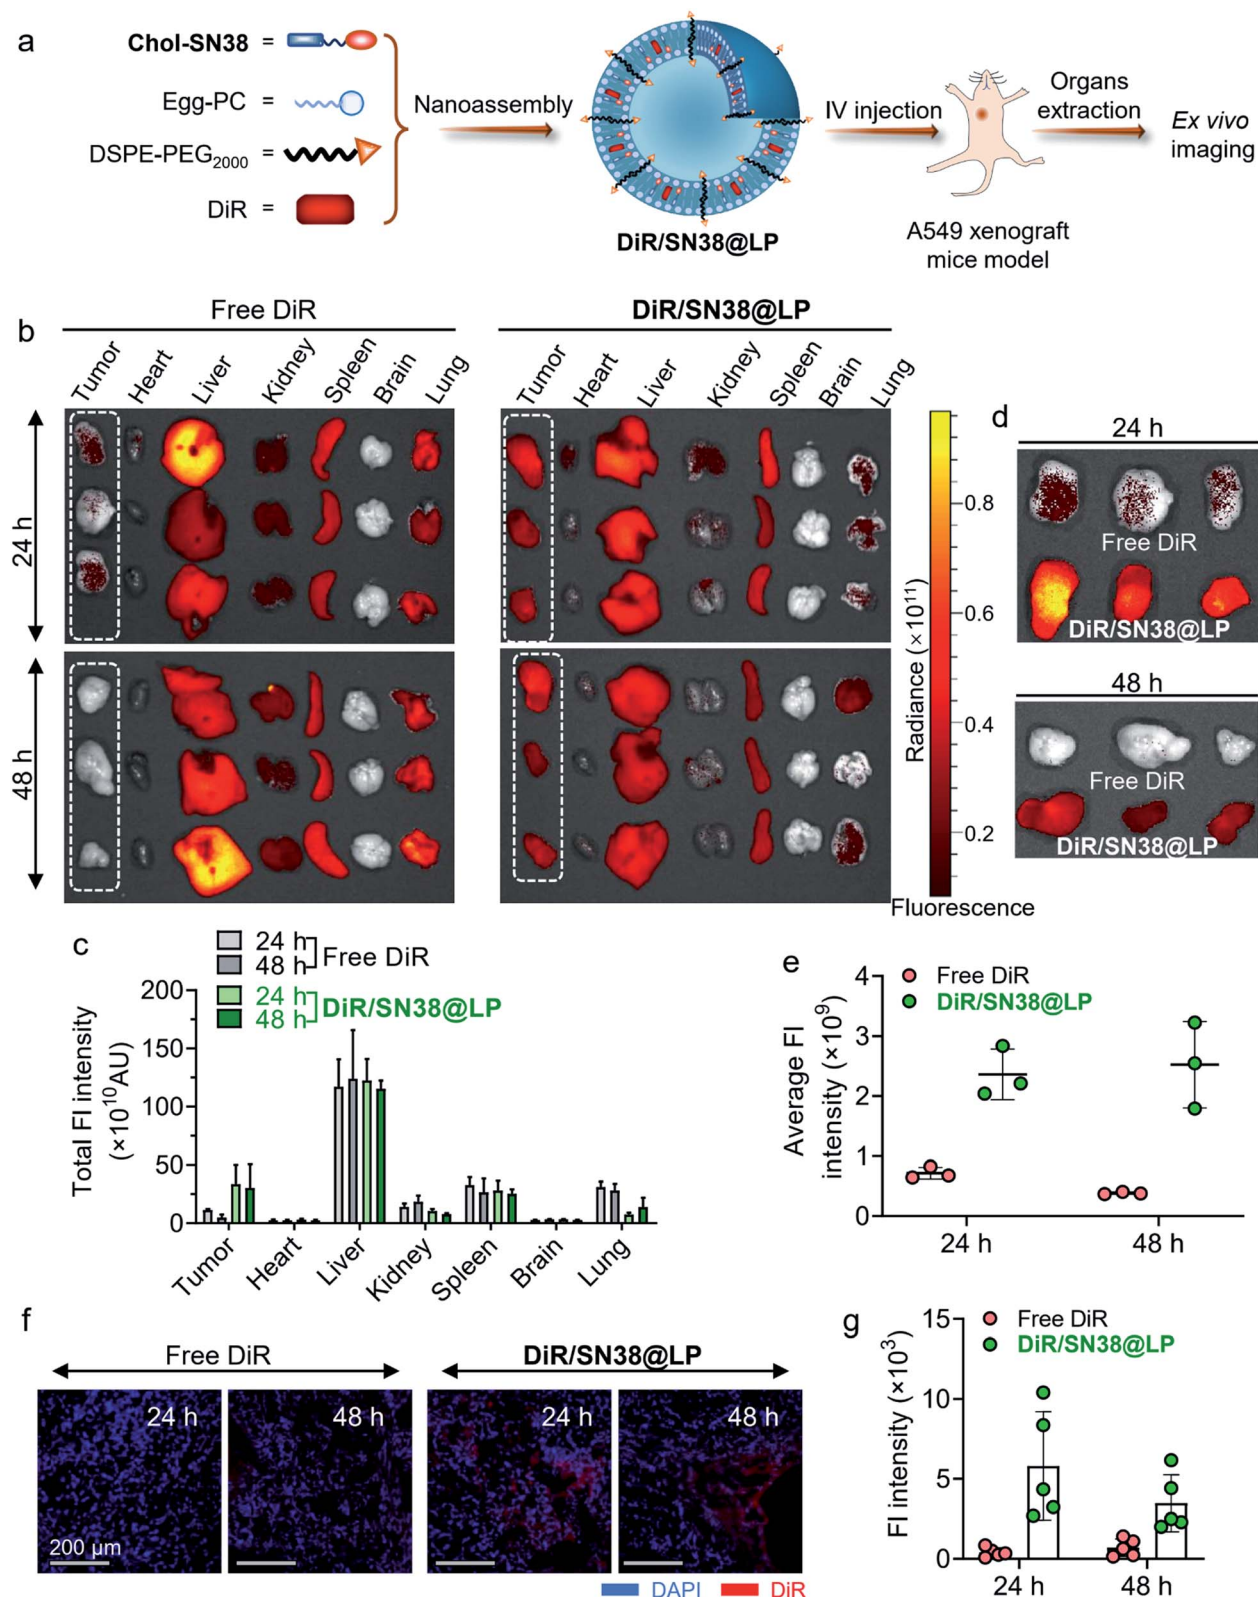 a
Chol-SN38 =
Egg-PC =
DSPE-PEG2000 =
DiR =
Nanoassembly
DiR/SN38@LP
IV injection
A549 xenograft
mice model
Organs
extraction
Ex vivo
imaging
b
Free DiR
DiR/SN38@LP
Tumor Heart Liver Kidney Spleen Brain Lung
Tumor Heart Liver Kidney Spleen Brain Lung
24 h
48 h
0.8
0.6
0.4
0.2
Radiance (×10¹¹)
Fluorescence
d
24 h
Free DiR
DiR/SN38@LP
48 h
Free DiR
DiR/SN38@LP
c
24 h
48 h
Free DiR
24 h
48 h
DiR/SN38@LP
Total FI intensity
(×10¹⁰AU)
200
150
100
50
0
Tumor Heart Liver Kidney Spleen Brain Lung
e
Free DiR
DiR/SN38@LP
Average FI
intensity (×10⁹)
4
3
2
1
0
24 h 48 h
f
Free DiR
DiR/SN38@LP
24 h
48 h
24 h
48 h
200 µm
DAPI DiR
g
Free DiR
DiR/SN38@LP
FI intensity (×10³)
15
10
5
0
24 h 48 h